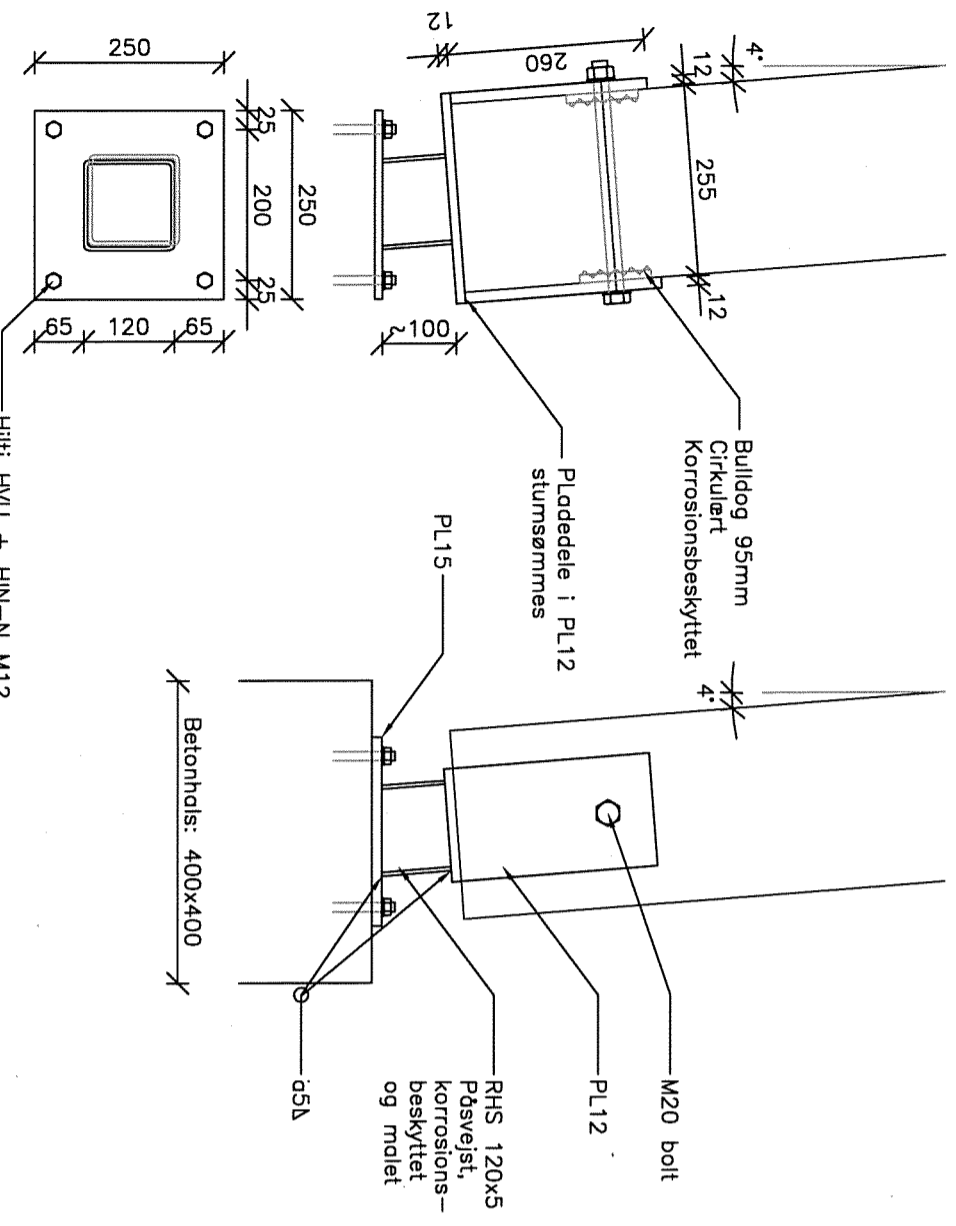 4°
12
255
12
260
12
~100
Bulldog 95mm
Cirkulært
Korrosionsbeskyttet
PLadedele i PL12
stumsømmes
250
25
200
25
250
65
120
65
Hilti HVU + HIN-N M12
4°
PL15
M20 bolt
PL12
RHS 120x5
Påsvejst,
korrosions-
beskyttet
og malet
a5
Betonhals: 400x400